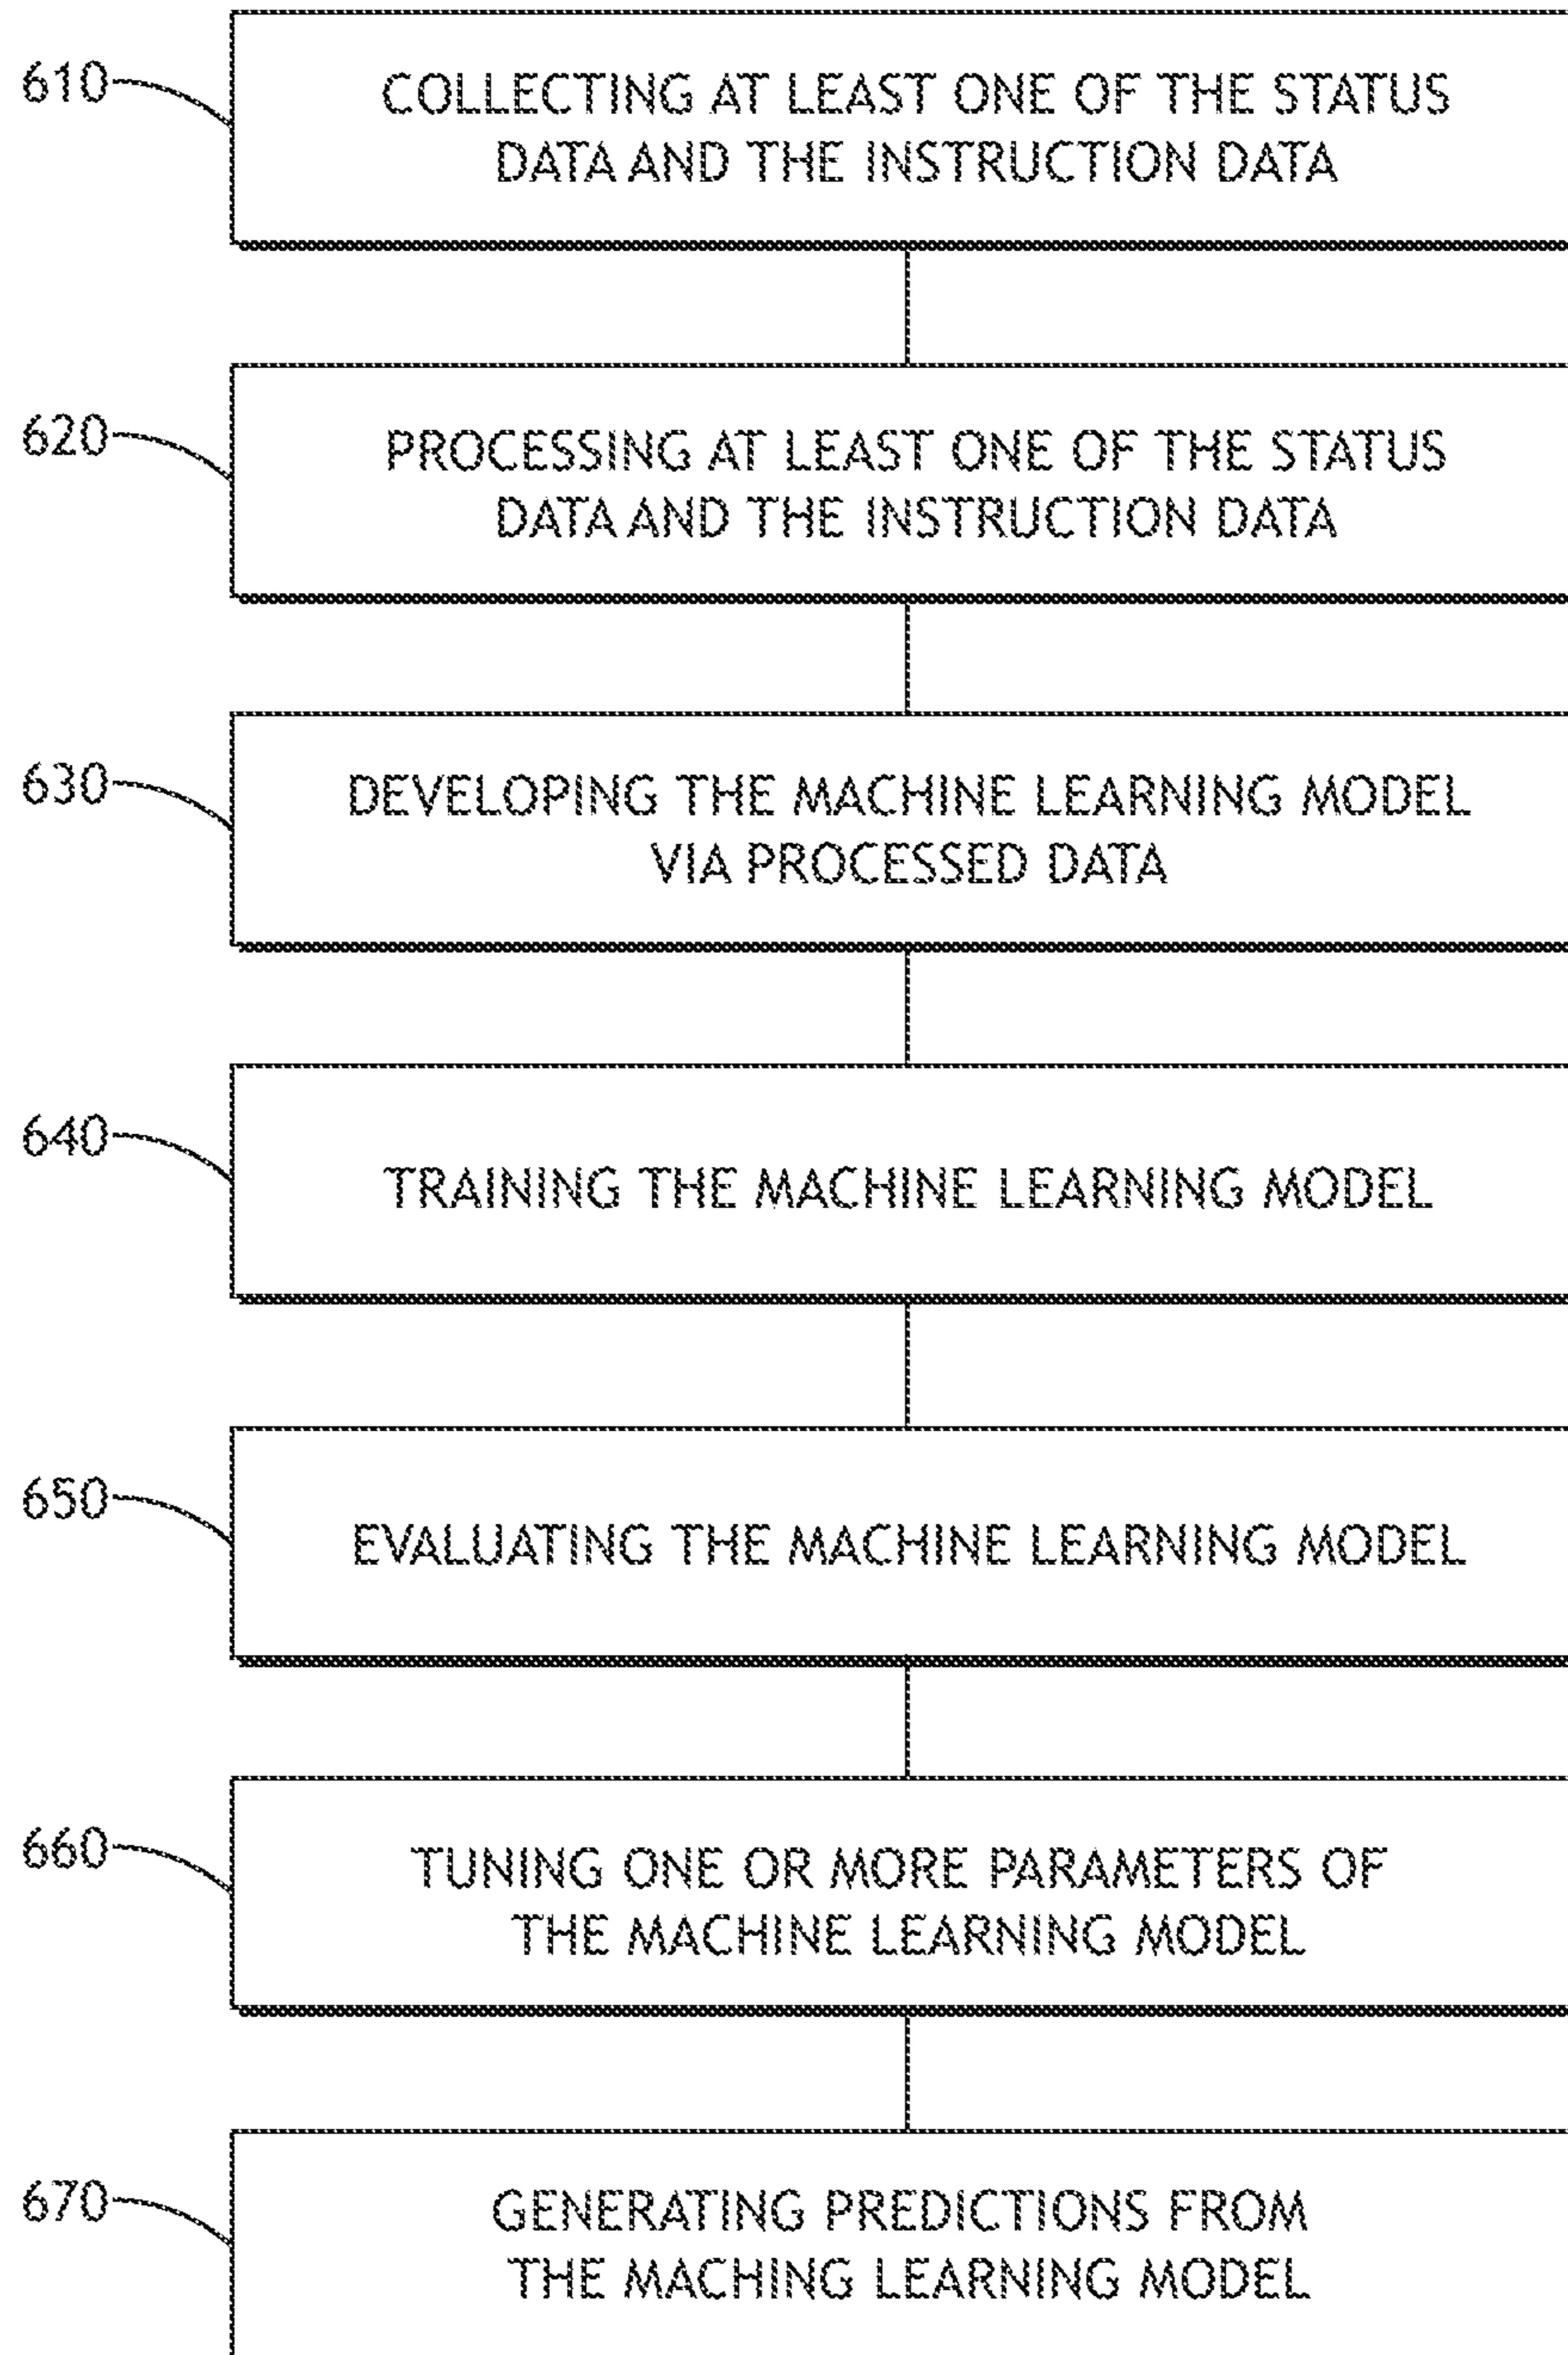 610
COLLECTING AT LEAST ONE OF THE STATUS
DATA AND THE INSTRUCTION DATA
620
PROCESSING AT LEAST ONE OF THE STATUS
DATA AND THE INSTRUCTION DATA
630
DEVELOPING THE MACHINE LEARNING MODEL
VIA PROCESSED DATA
640
TRAINING THE MACHINE LEARNING MODEL
650
EVALUATING THE MACHINE LEARNING MODEL
660
TUNING ONE OR MORE PARAMETERS OF
THE MACHINE LEARNING MODEL
670
GENERATING PREDICTIONS FROM
THE MACHING LEARNING MODEL